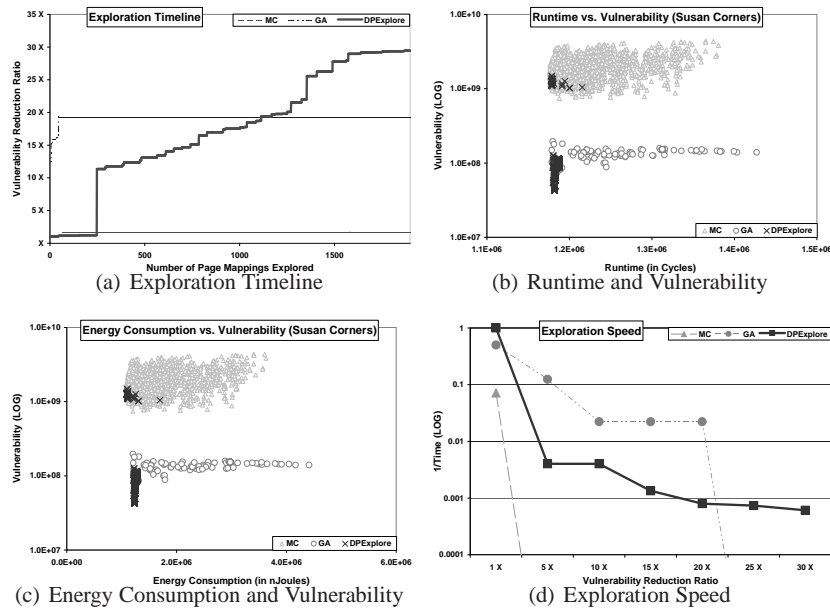 Exploration Timeline
MC GA DPExplore
35 X
30 X
25 X
20 X
15 X
10 X
5 X
X
Vulnerability Reduction Ratio
0 500 1000 1500
Number of Page Mappings Explored
(a) Exploration Timeline
Runtime vs. Vulnerability (Susan Corners)
1.0E+10
1.0E+09
1.0E+08
1.0E+07
Vulnerability (LOG)
MC GA DPExplore
1.1E+06 1.2E+06 1.3E+06 1.4E+06 1.5E+06
Runtime (in Cycles)
(b) Runtime and Vulnerability
Energy Consumption vs. Vulnerability (Susan Corners)
1.0E+10
1.0E+09
1.0E+08
1.0E+07
Vulnerability (LOG)
MC GA DPExplore
0.0E+00 2.0E+06 4.0E+06 6.0E+06
Energy Consumption (in nJoules)
(c) Energy Consumption and Vulnerability
Exploration Speed
MC GA DPExplore
1
0.1
0.01
0.001
0.0001
1/Time (LOG)
1 X 5 X 10 X 15 X 20 X 25 X 30 X
Vulnerability Reduction Ratio
(d) Exploration Speed